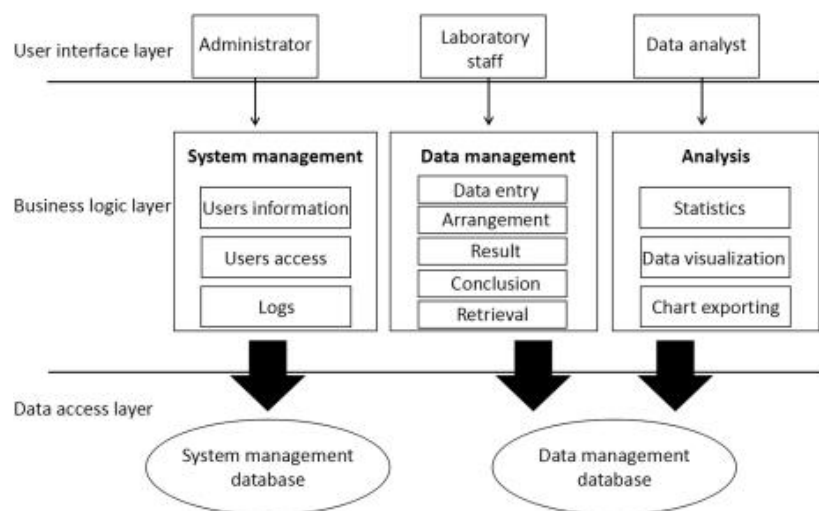 User interface layer
Administrator
Laboratory
staff
Data analyst
Business logic layer
System management
Users information
Users access
Logs
Data management
Data entry
Arrangement
Result
Conclusion
Retrieval
Analysis
Statistics
Data visualization
Chart exporting
Data access layer
System management
database
Data management
database